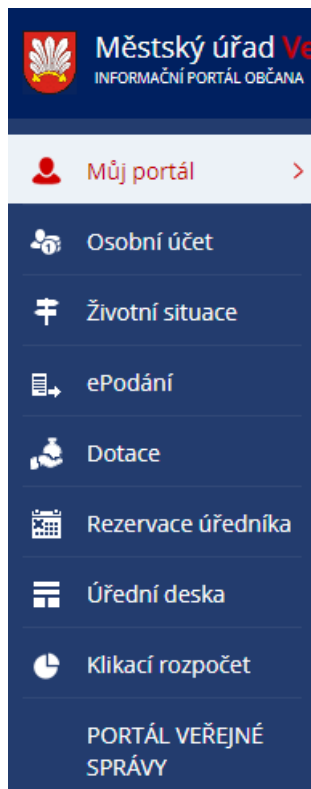 Městský úřad Ve
INFORMAČNÍ PORTÁL OBČANA
Můj portál
Osobní účet
Životní situace
ePodání
Dotace
Rezervace úředníka
Úřední deska
Klikací rozpočet
PORTÁL VEŘEJNÉ
SPRÁVY